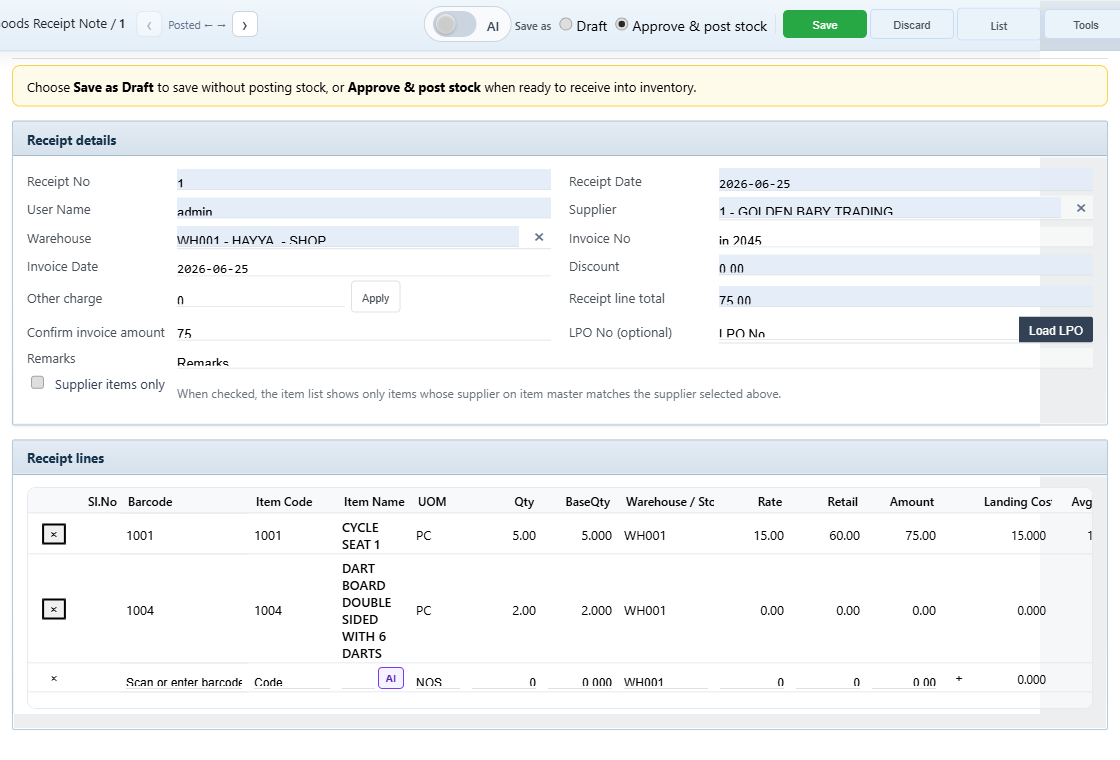 oods Receipt Note / 1 ‹ Posted ←→ › AI Save as Draft Approve & post stock Save Discard List Tools
Choose Save as Draft to save without posting stock, or Approve & post stock when ready to receive into inventory.
Receipt details
Receipt No 1 Receipt Date 2026-06-25
User Name admin Supplier 1 - GOLDEN BABY TRADING ×
Warehouse WH001 - HAYYA - SHOP × Invoice No in 2045
Invoice Date 2026-06-25 Discount 0.00
Other charge 0 Apply Receipt line total 75.00
Confirm invoice amount 75 LPO No (optional) LPO No Load LPO
Remarks Remarks
Supplier items only When checked, the item list shows only items whose supplier on item master matches the supplier selected above.
Receipt lines
Sl.No Barcode Item Code Item Name UOM Qty BaseQty Warehouse / Stc Rate Retail Amount Landing Cos Avg
× 1001 1001 CYCLE SEAT 1 PC 5.00 5.000 WH001 15.00 60.00 75.00 15.000 1
× 1004 1004 DART BOARD DOUBLE SIDED WITH 6 DARTS PC 2.00 2.000 WH001 0.00 0.00 0.00 0.000
× Scan or enter barcode Code AI NOS 0 0.000 WH001 0 0 0.00 + 0.000